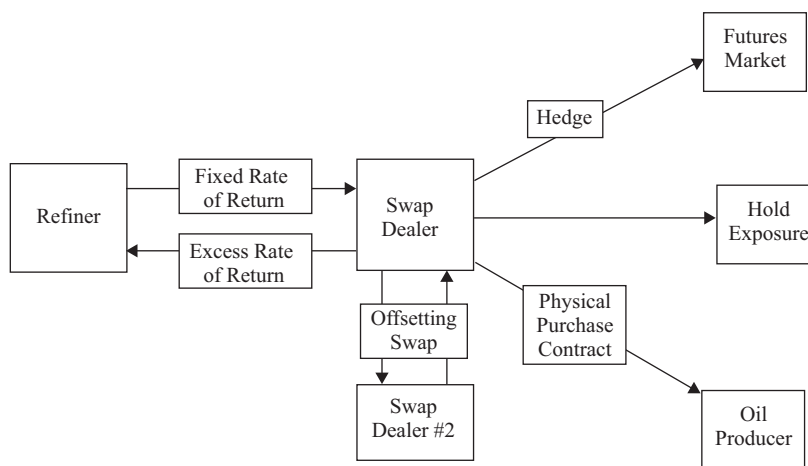 Futures
Market
Hedge
Refiner
Fixed Rate
of Return
Excess Rate
of Return
Swap
Dealer
Hold
Exposure
Offsetting
Swap
Physical
Purchase
Contract
Swap
Dealer #2
Oil
Producer